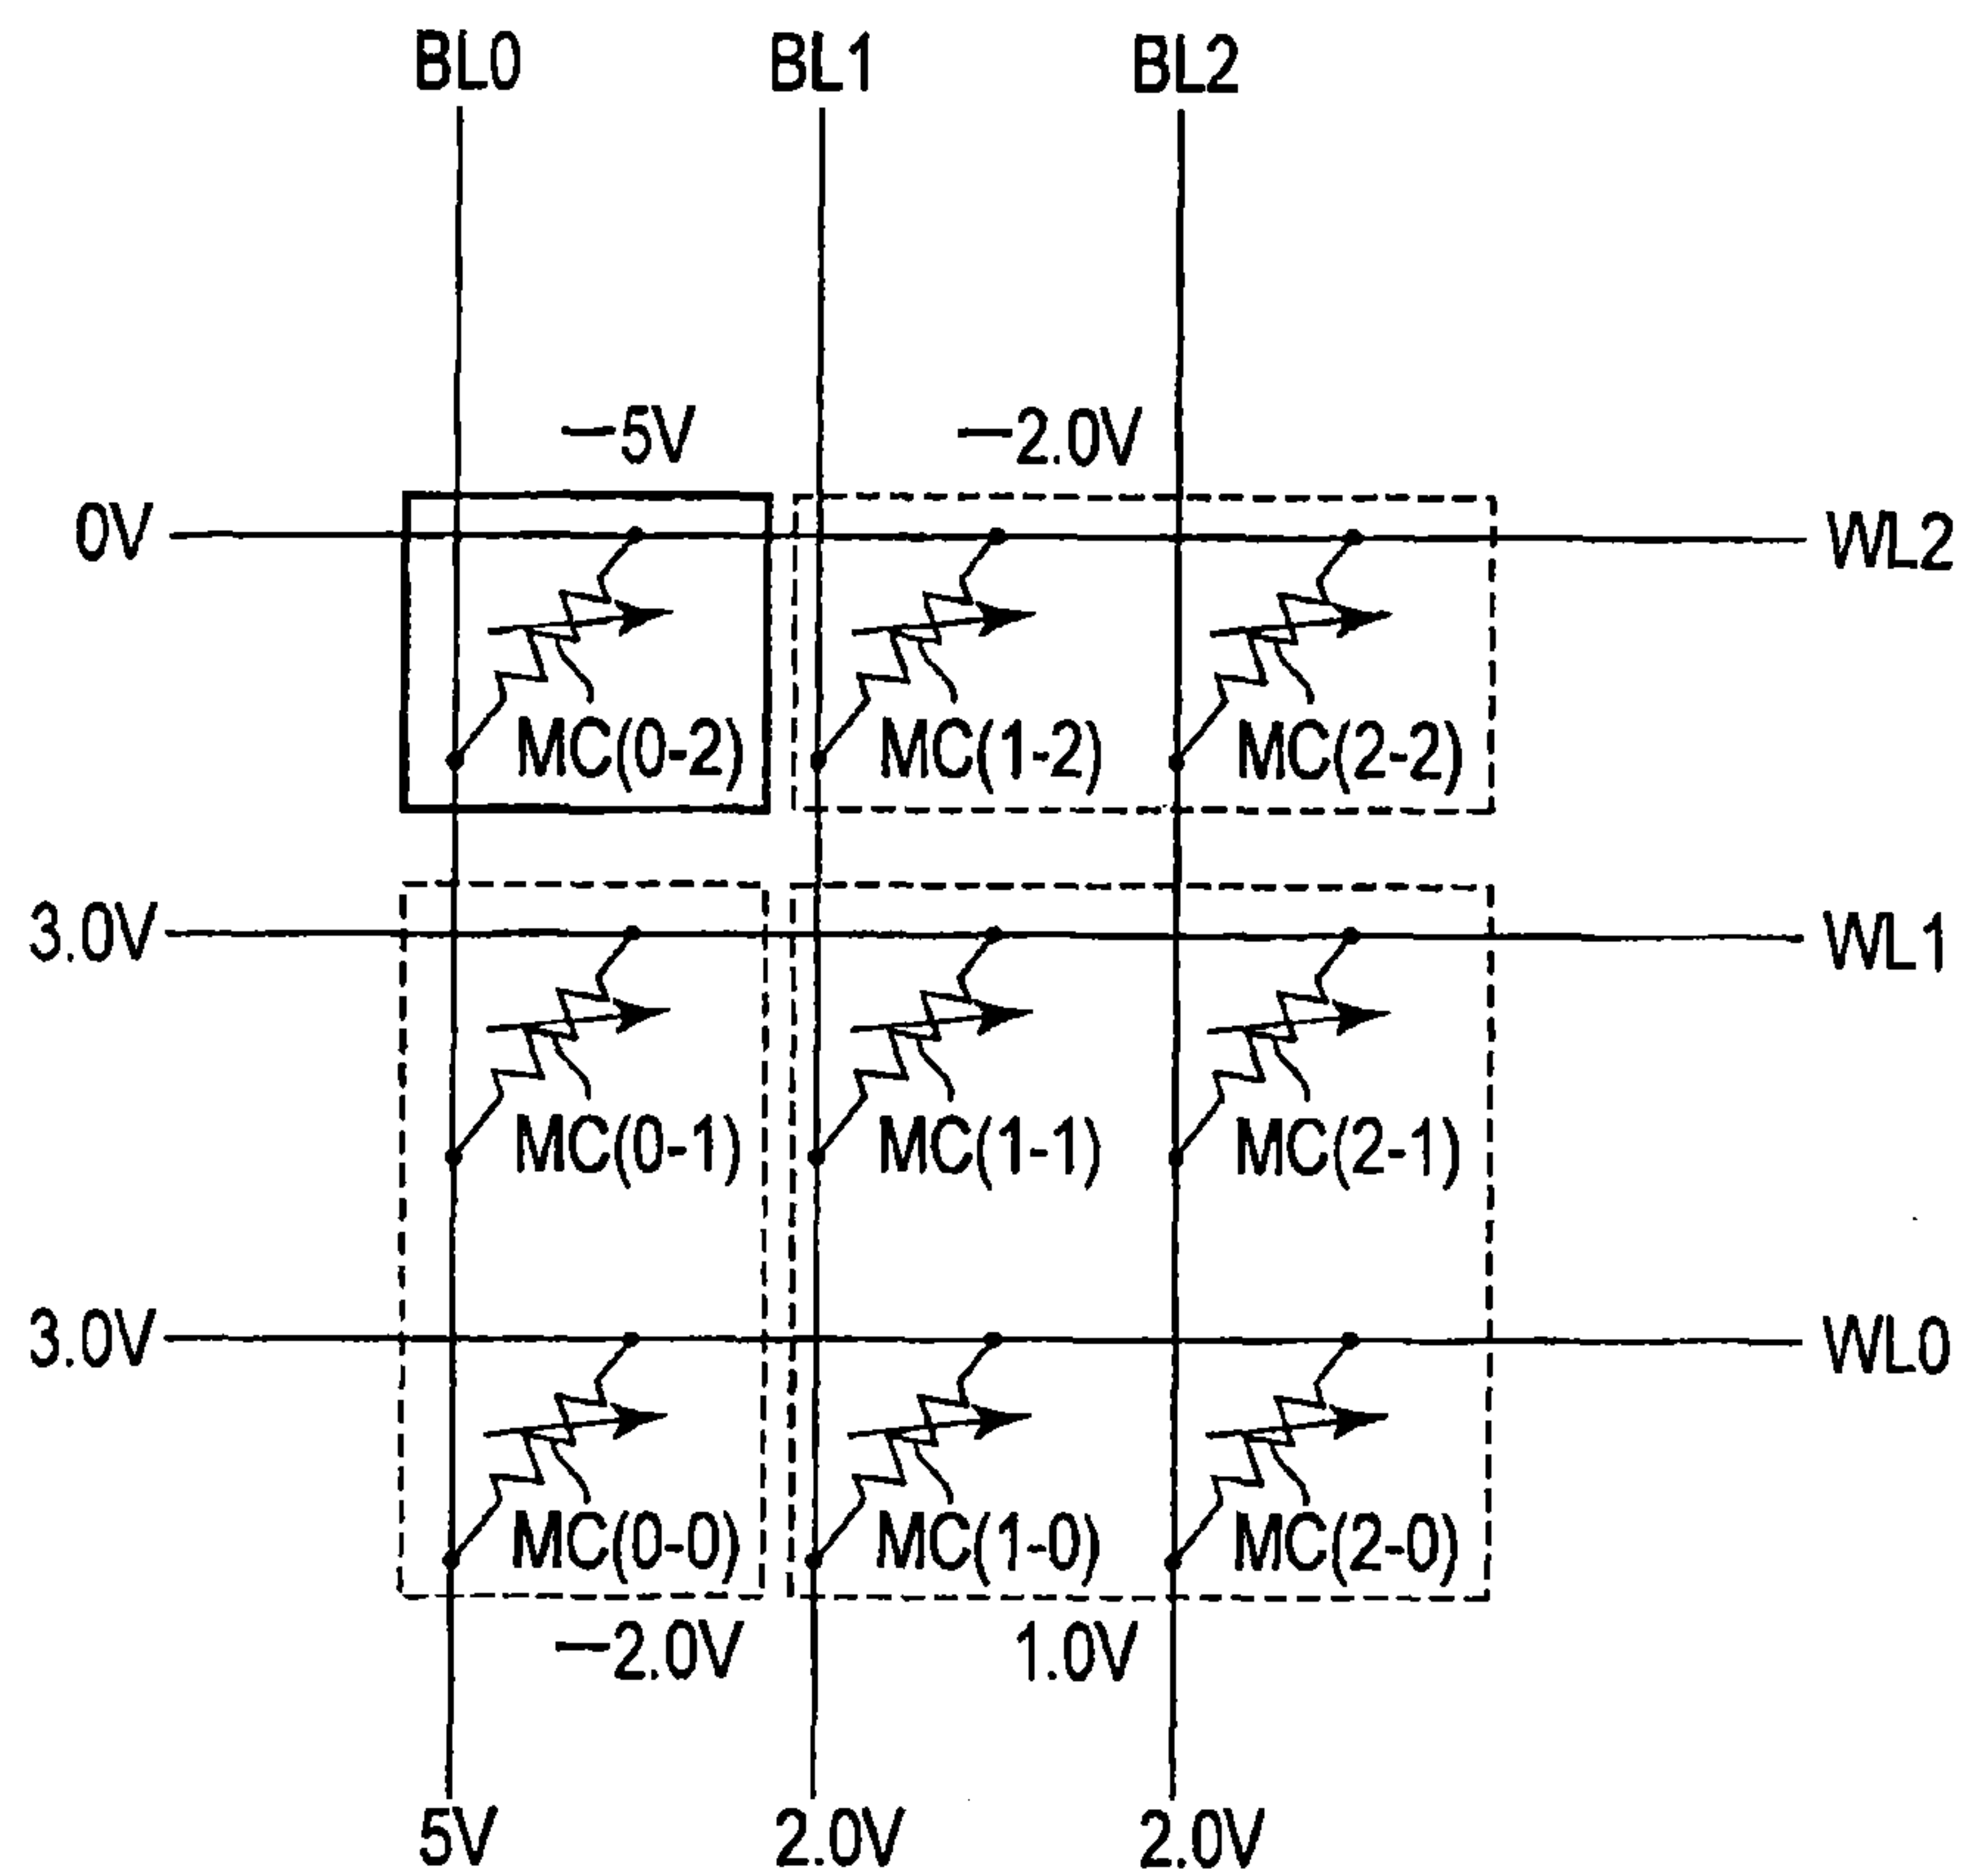 BL0 BL1 BL2
−5V −2.0V
0V WL2
MC(0-2) MC(1-2) MC(2-2)
3.0V WL1
MC(0-1) MC(1-1) MC(2-1)
3.0V WL0
MC(0-0) MC(1-0) MC(2-0)
−2.0V 1.0V
5V 2.0V 2.0V